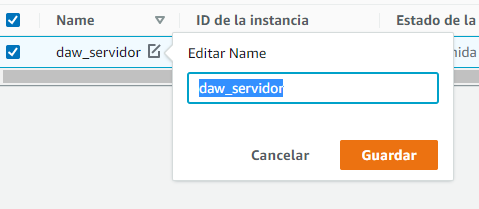 Name ID de la instancia Estado de la
daw_servidor
Editar Name
daw_servidor
Cancelar Guardar